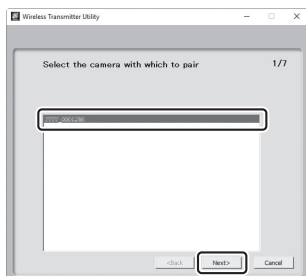 Wireless Transmitter Utility
Select the camera with which to pair
1/7
<Back
Next>
Cancel